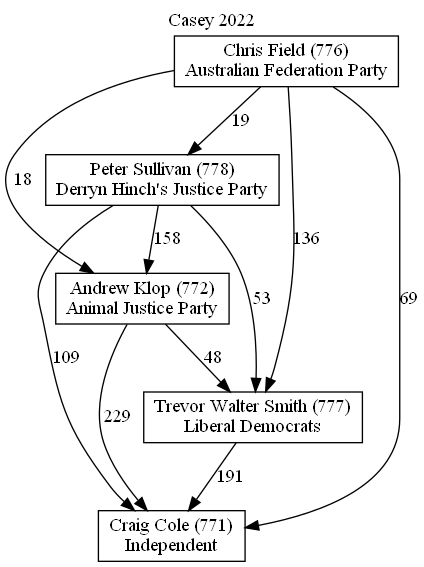 Casey 2022
Chris Field (776)
Australian Federation Party
19
Peter Sullivan (778)
Derryn Hinch's Justice Party
18
158
136
53
69
Andrew Klop (772)
Animal Justice Party
109
48
229
Trevor Walter Smith (777)
Liberal Democrats
191
Craig Cole (771)
Independent